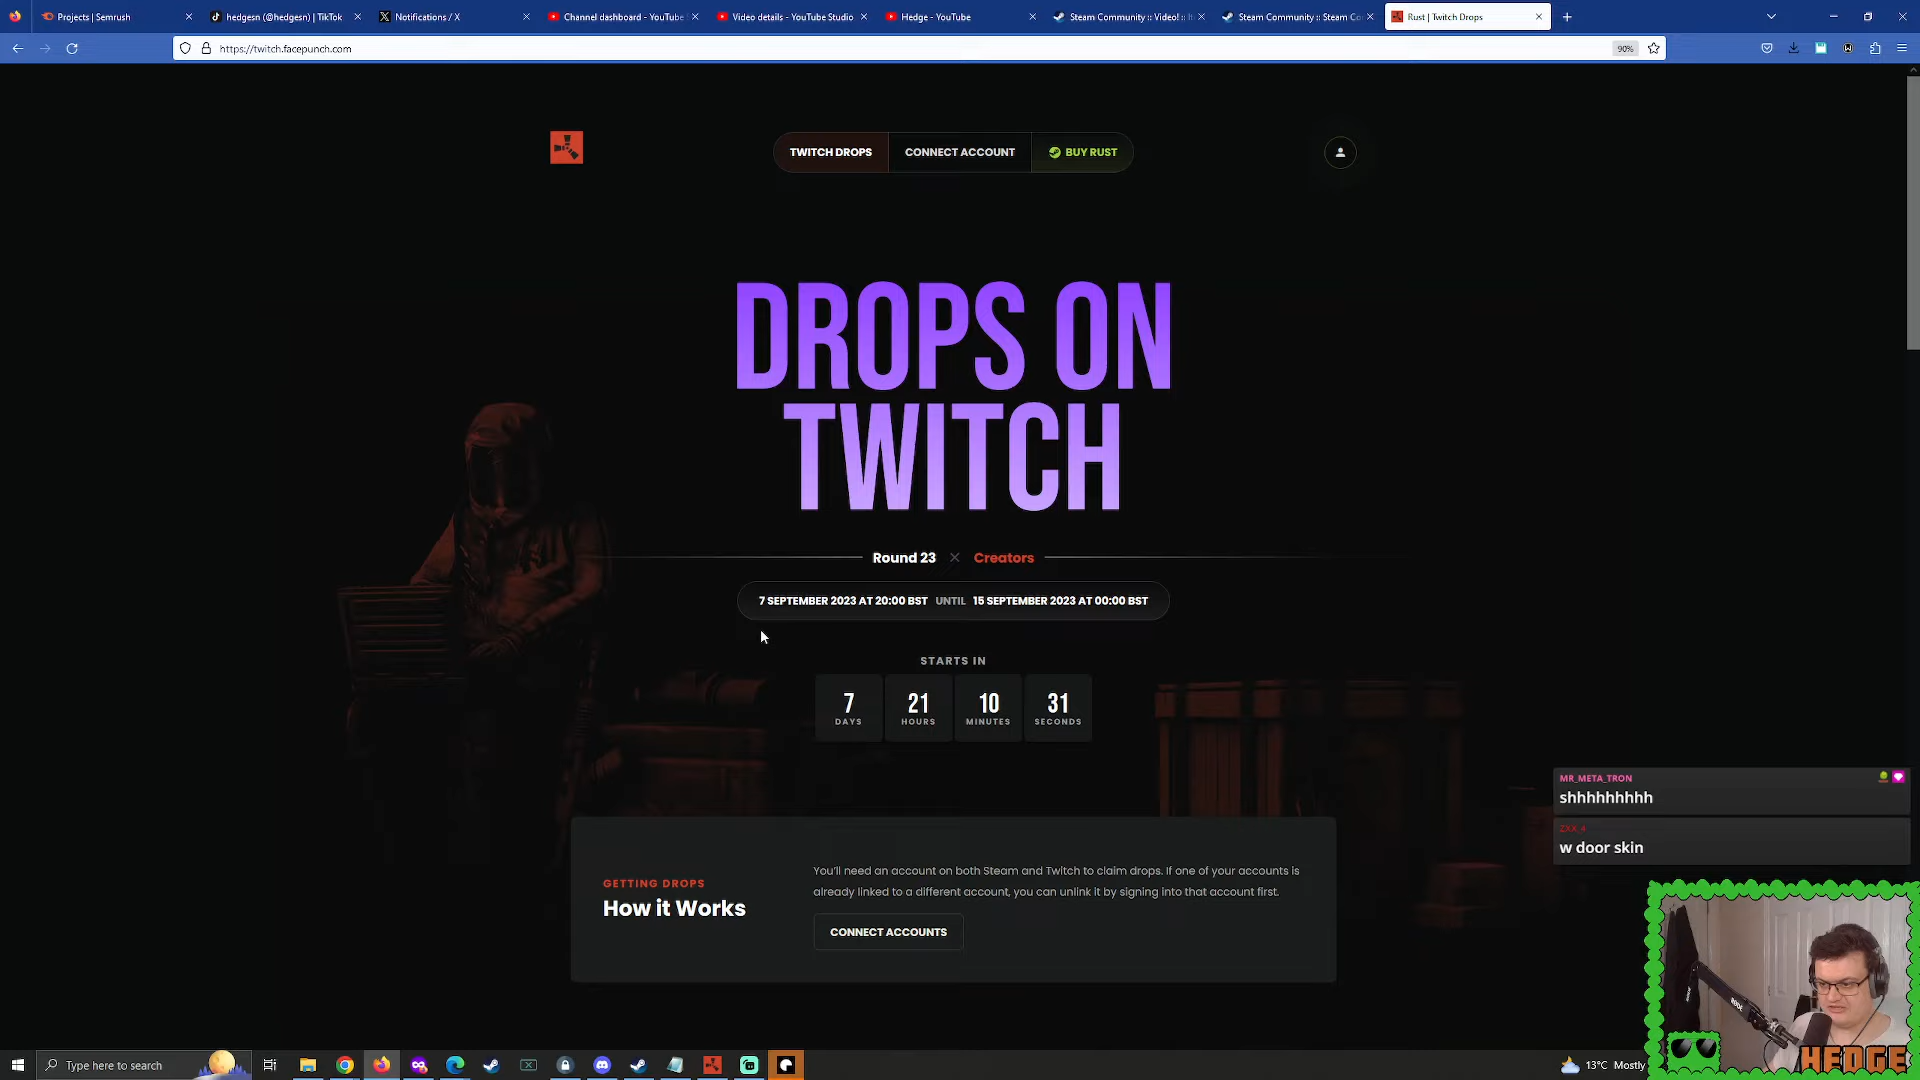 Projects | Semrush
hedgesn (@hedgesn) | TikTok
Notifications / X
Channel dashboard - YouTube
Video details - YouTube Studio
Hedge - YouTube
Steam Community :: Video! :: It
Steam Community :: Steam Co
Rust | Twitch Drops
https://twitch.facepunch.com
90%
TWITCH DROPS
CONNECT ACCOUNT
BUY RUST
DROPS ON
TWITCH
Round 23 × Creators
7 SEPTEMBER 2023 AT 20:00 BST UNTIL 15 SEPTEMBER 2023 AT 00:00 BST
STARTS IN
7
DAYS
21
HOURS
10
MINUTES
31
SECONDS
GETTING DROPS
How it Works
You'll need an account on both Steam and Twitch to claim drops. If one of your accounts is
already linked to a different account, you can unlink it by signing into that account first.
CONNECT ACCOUNTS
MR_META_TRON
shhhhhhhhh
ZXX_4
w door skin
Type here to search
13°C Mostly
HEDGE